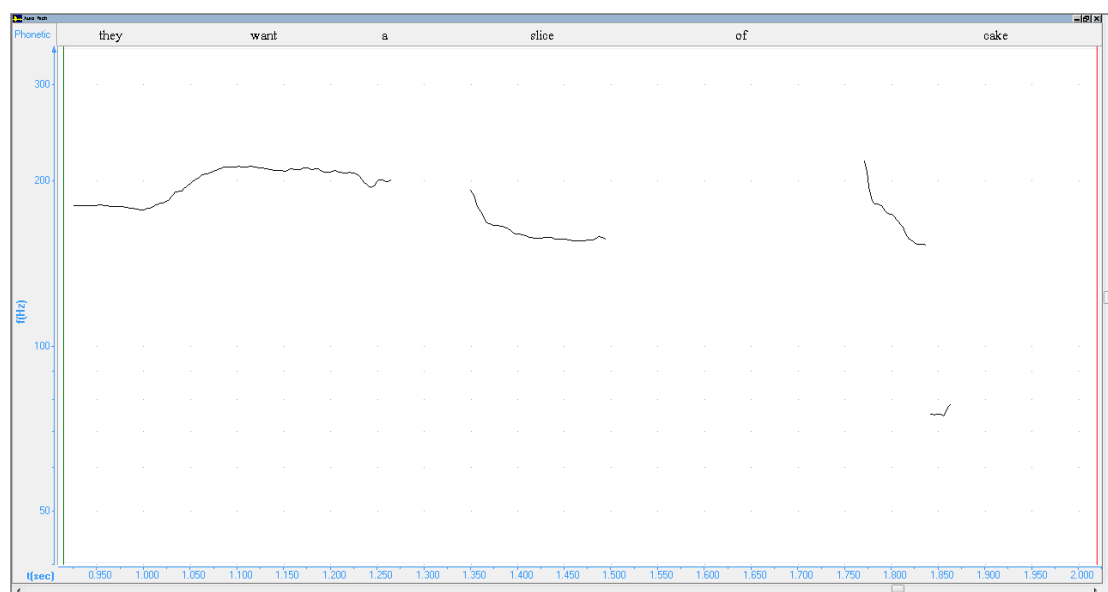 Auto Pitch
Phonetic they want a slice of cake
300
200
f(Hz)
100
50
t(sec) 0.950 1.000 1.050 1.100 1.150 1.200 1.250 1.300 1.350 1.400 1.450 1.500 1.550 1.600 1.650 1.700 1.750 1.800 1.850 1.900 1.950 2.000